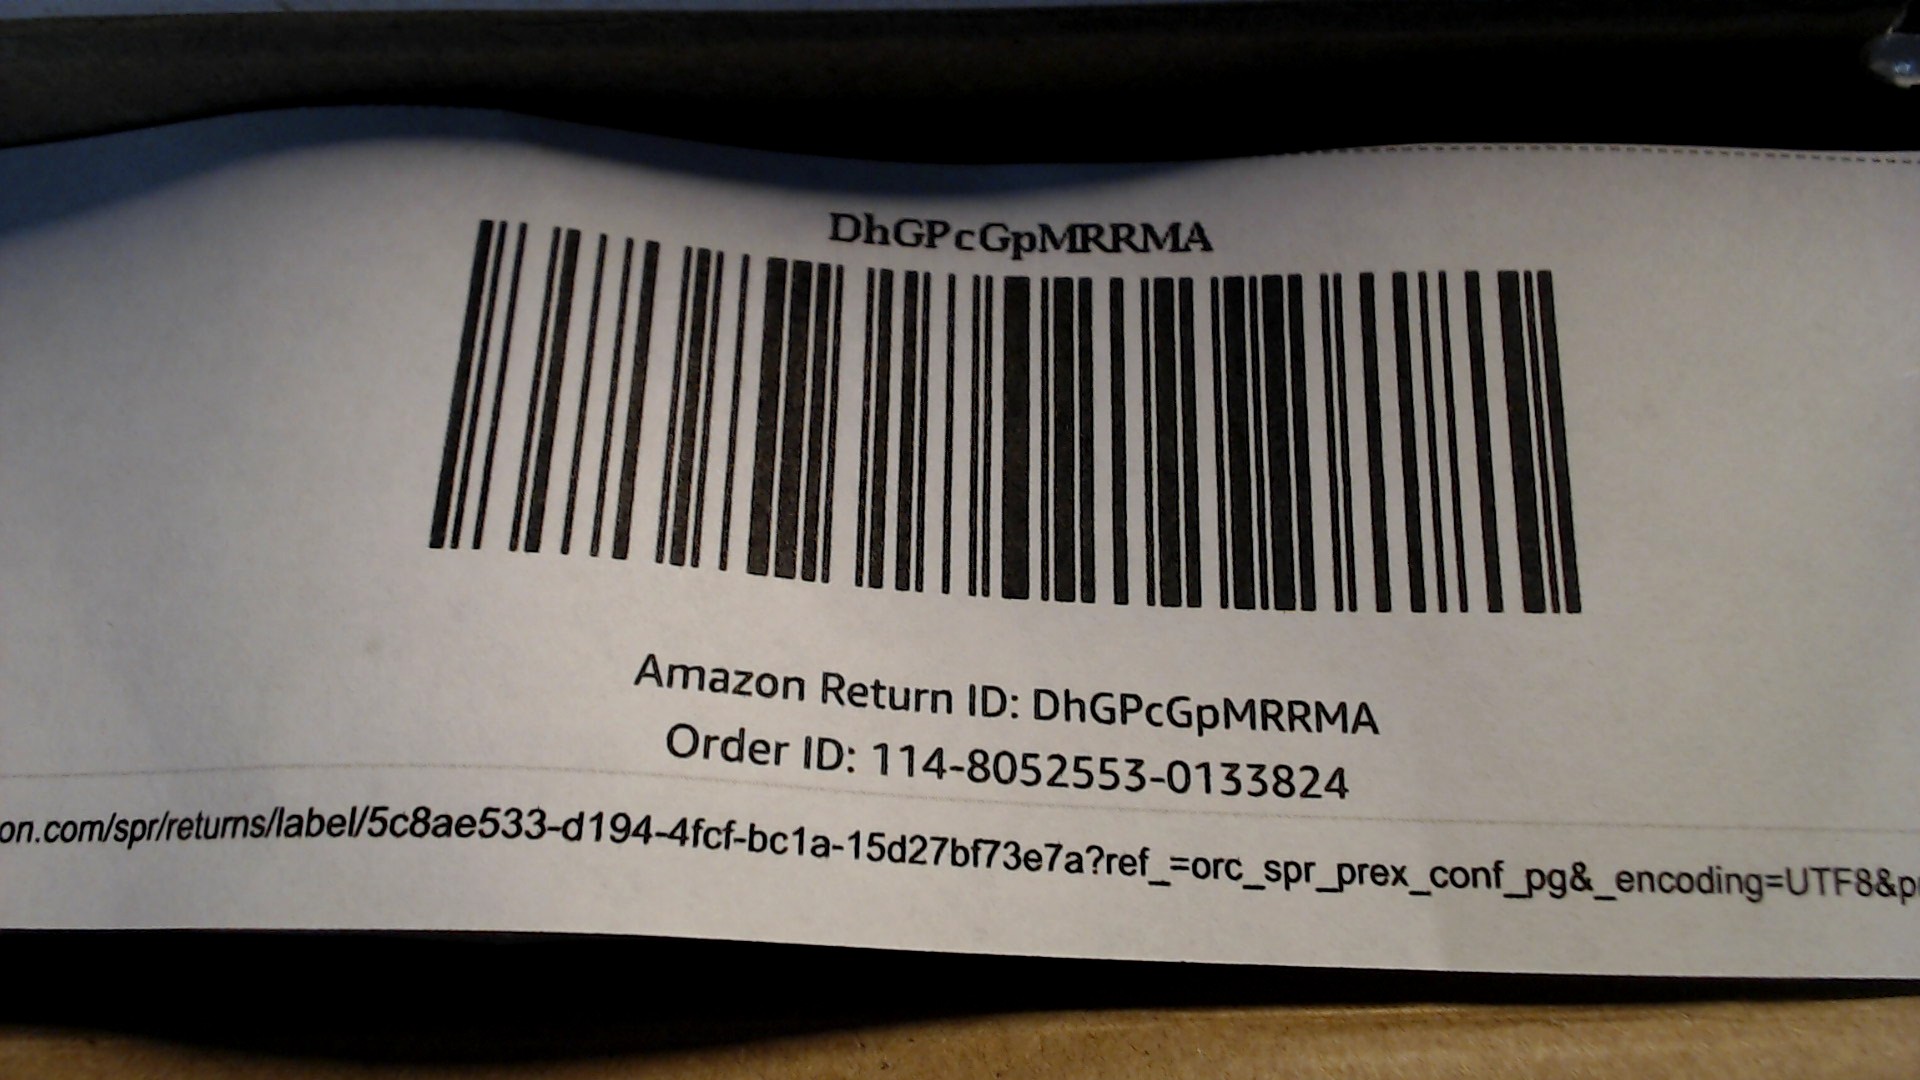 DhGPcGpMRRMA
Amazon Return ID: DhGPcGpMRRMA
Order ID: 114-8052553-0133824
on.com/spr/returns/label/5c8ae533-d194-4fcf-bc1a-15d27bf73e7a?ref_=orc_spr_prex_conf_pg&_encoding=UTF8&p